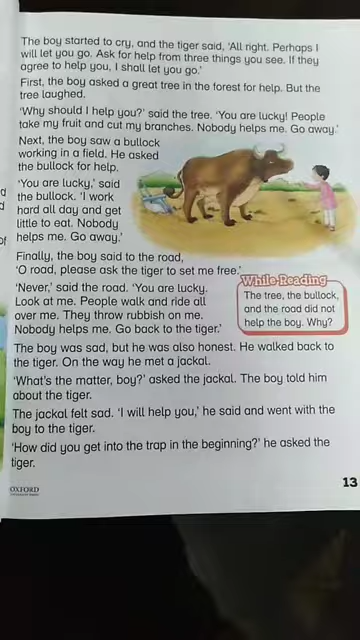 The boy started to cry, and the tiger said, 'All right. Perhaps I
will let you go. Ask for help from three things you see. If they
agree to help you, I shall let you go.'
First, the boy asked a great tree in the forest for help. But the
tree laughed.
'Why should I help you?' said the tree. 'You are lucky! People
take my fruit and cut my branches. Nobody helps me. Go away.'
Next, the boy saw a bullock
working in a field. He asked
the bullock for help.
'You are lucky,' said
the bullock. 'I work
hard all day and get
little to eat. Nobody
helps me. Go away.'
Finally, the boy said to the road,
'O road, please ask the tiger to set me free.'
'Never,' said the road. 'You are lucky.
Look at me. People walk and ride all
over me. They throw rubbish on me.
Nobody helps me. Go back to the tiger.'
While Reading
The tree, the bullock,
and the road did not
help the boy. Why?
The boy was sad, but he was also honest. He walked back to
the tiger. On the way he met a jackal.
'What's the matter, boy?' asked the jackal. The boy told him
about the tiger.
The jackal felt sad. 'I will help you,' he said and went with the
boy to the tiger.
'How did you get into the trap in the beginning?' he asked the
tiger.
OXFORD
13